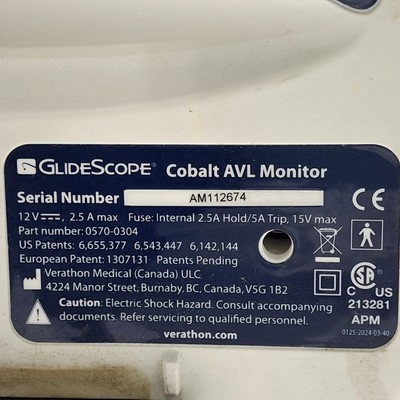 GLIDESCOPE® Cobalt AVL Monitor
Serial Number AM112674
12 V⎓, 2.5 A max Fuse: Internal 2.5A Hold/5A Trip, 15V max
Part number: 0570-0304
US Patents: 6,655,377 6,543,447 6,142,144
European Patent: 1307131 Patents Pending
Verathon Medical (Canada) ULC
4224 Manor Street, Burnaby, BC, Canada, V5G 1B2
Caution: Electric Shock Hazard. Consult accompanying
documents. Refer servicing to qualified personnel.
verathon.com
CE
SA
C US
213281
APM
0125-2024-03-40